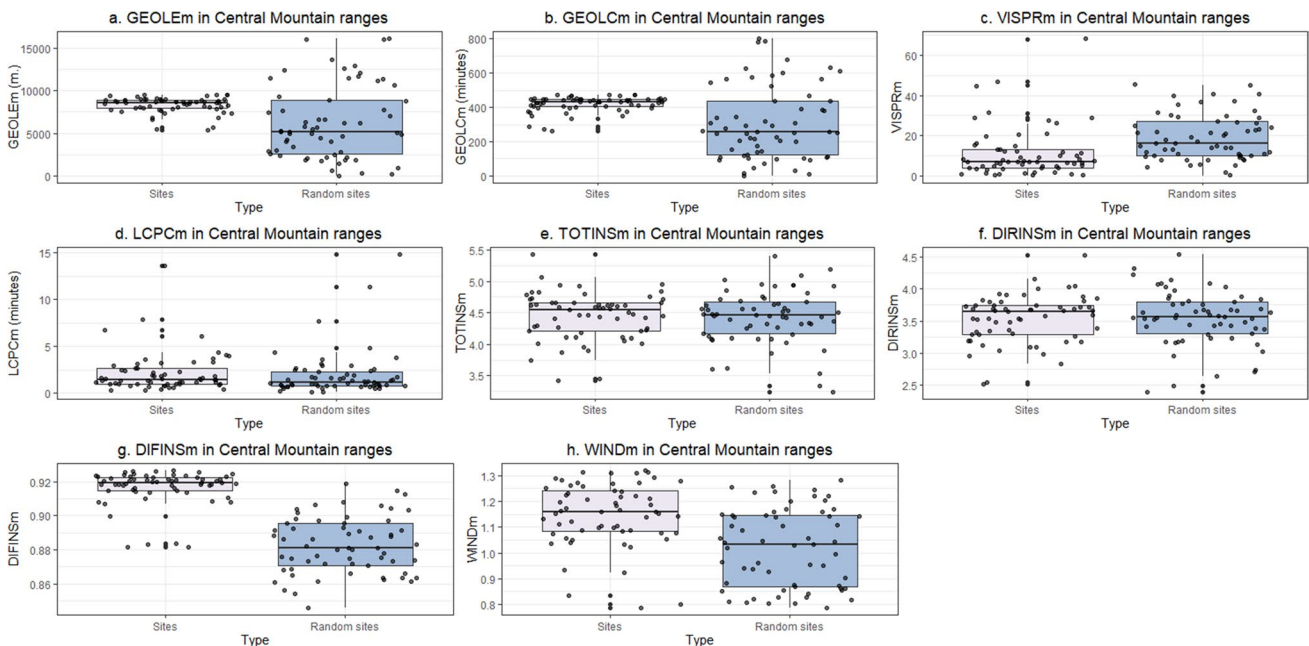 a. GEOLEm in Central Mountain ranges
GEOLEm (m.)
15000
10000
5000
0
Sites
Random sites
Type
b. GEOLCm in Central Mountain ranges
GEOLCm (minutes)
800
600
400
200
0
Sites
Random sites
Type
c. VISPRm in Central Mountain ranges
VISPRm
60
40
20
0
Sites
Random sites
Type
d. LCPCm in Central Mountain ranges
LCPCm (minutes)
15
10
5
0
Sites
Random sites
Type
e. TOTINSm in Central Mountain ranges
TOTINSm
5.5
5.0
4.5
4.0
3.5
Sites
Random sites
Type
f. DIRINSm in Central Mountain ranges
DIRINSm
4.5
4.0
3.5
3.0
2.5
Sites
Random sites
Type
g. DIFINSm in Central Mountain ranges
DIFINSm
0.92
0.90
0.88
0.86
Sites
Random sites
Type
h. WINDm in Central Mountain ranges
WINDm
1.3
1.2
1.1
1.0
0.9
0.8
Sites
Random sites
Type